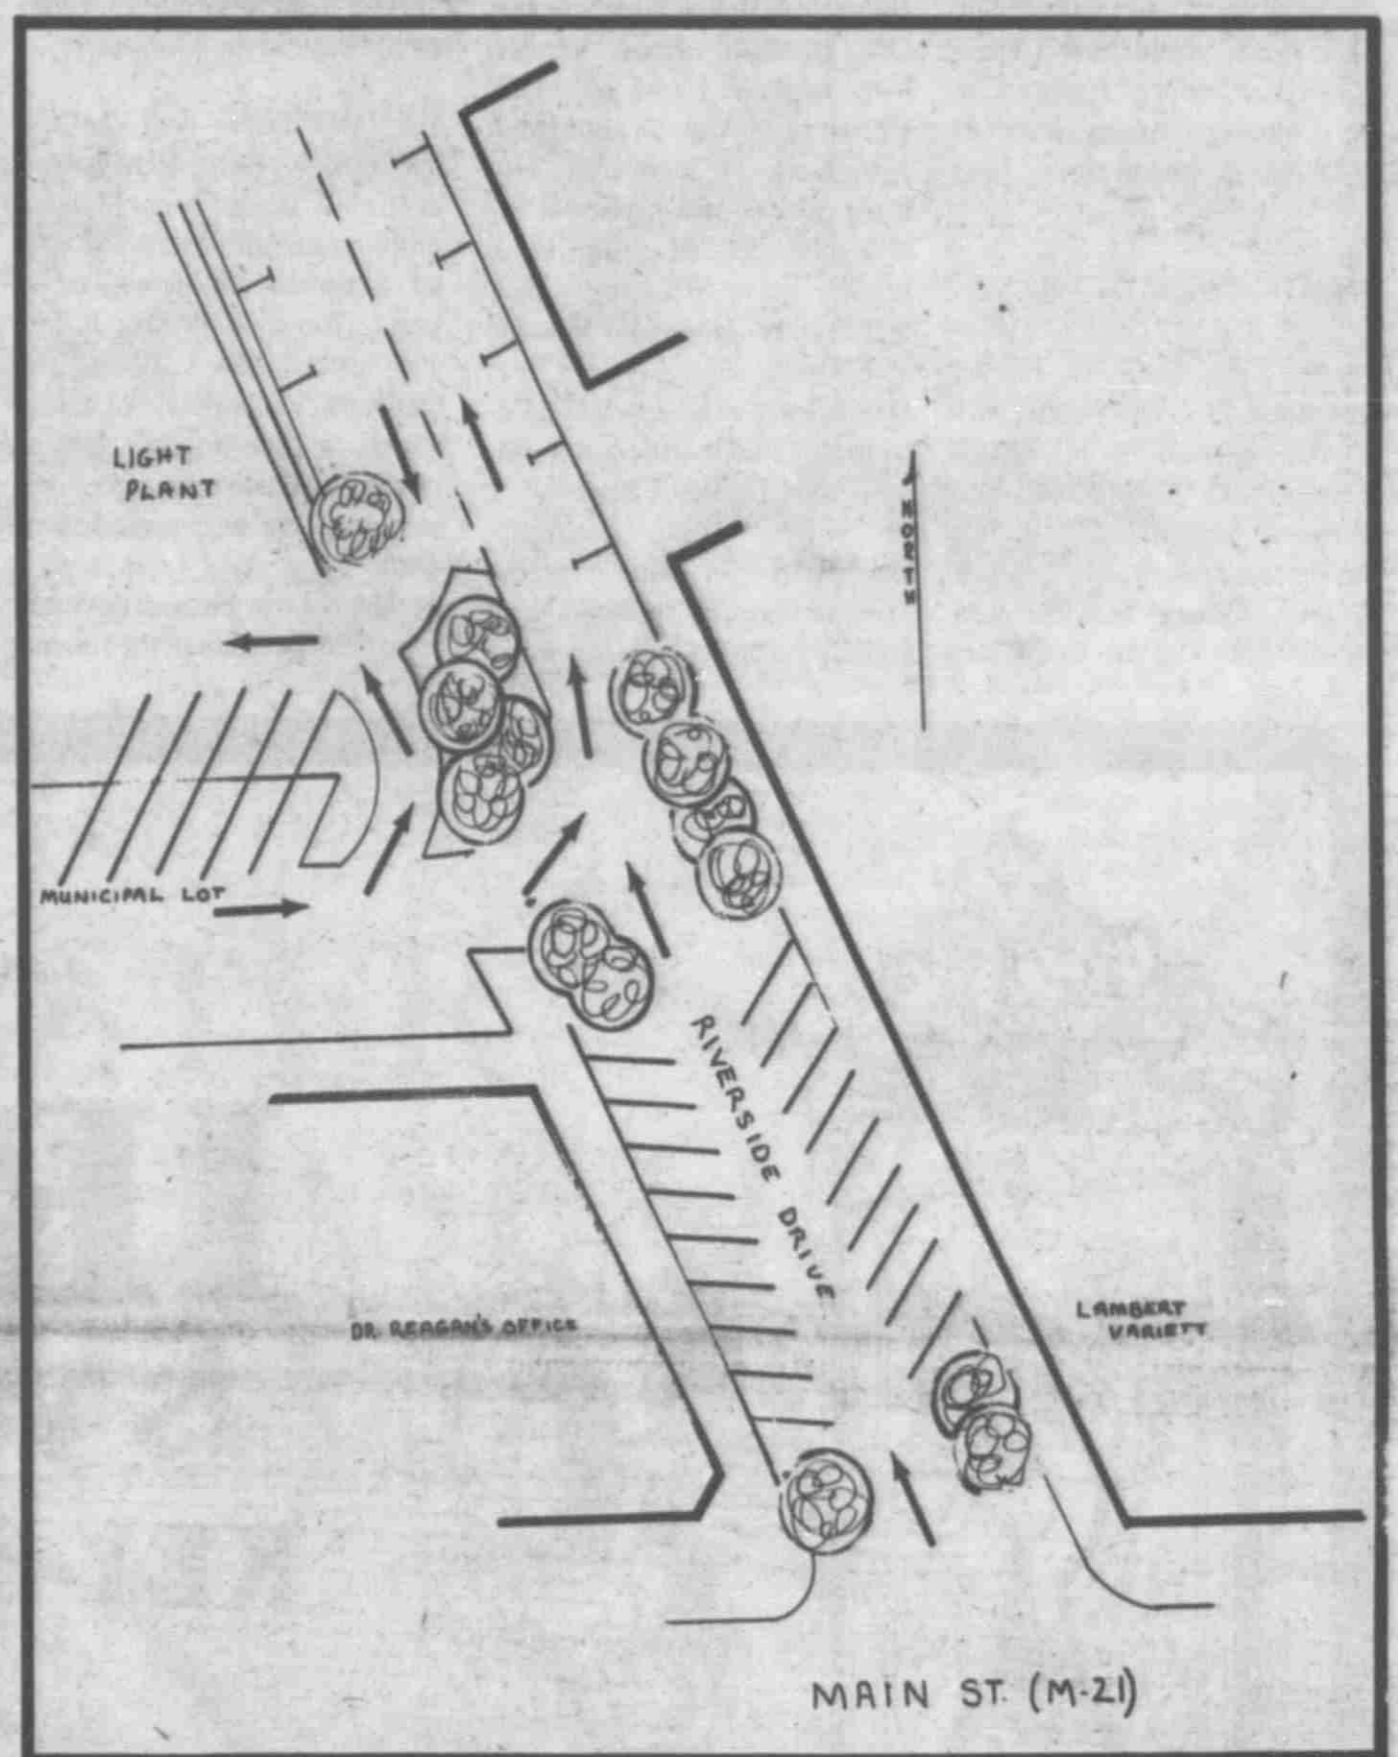 LIGHT
PLANT
NORTH
MUNICIPAL LOT
RIVERSIDE DRIVE
DR. REAGAN'S OFFICE
LAMBERT
VARIETY
MAIN ST. (M-21)